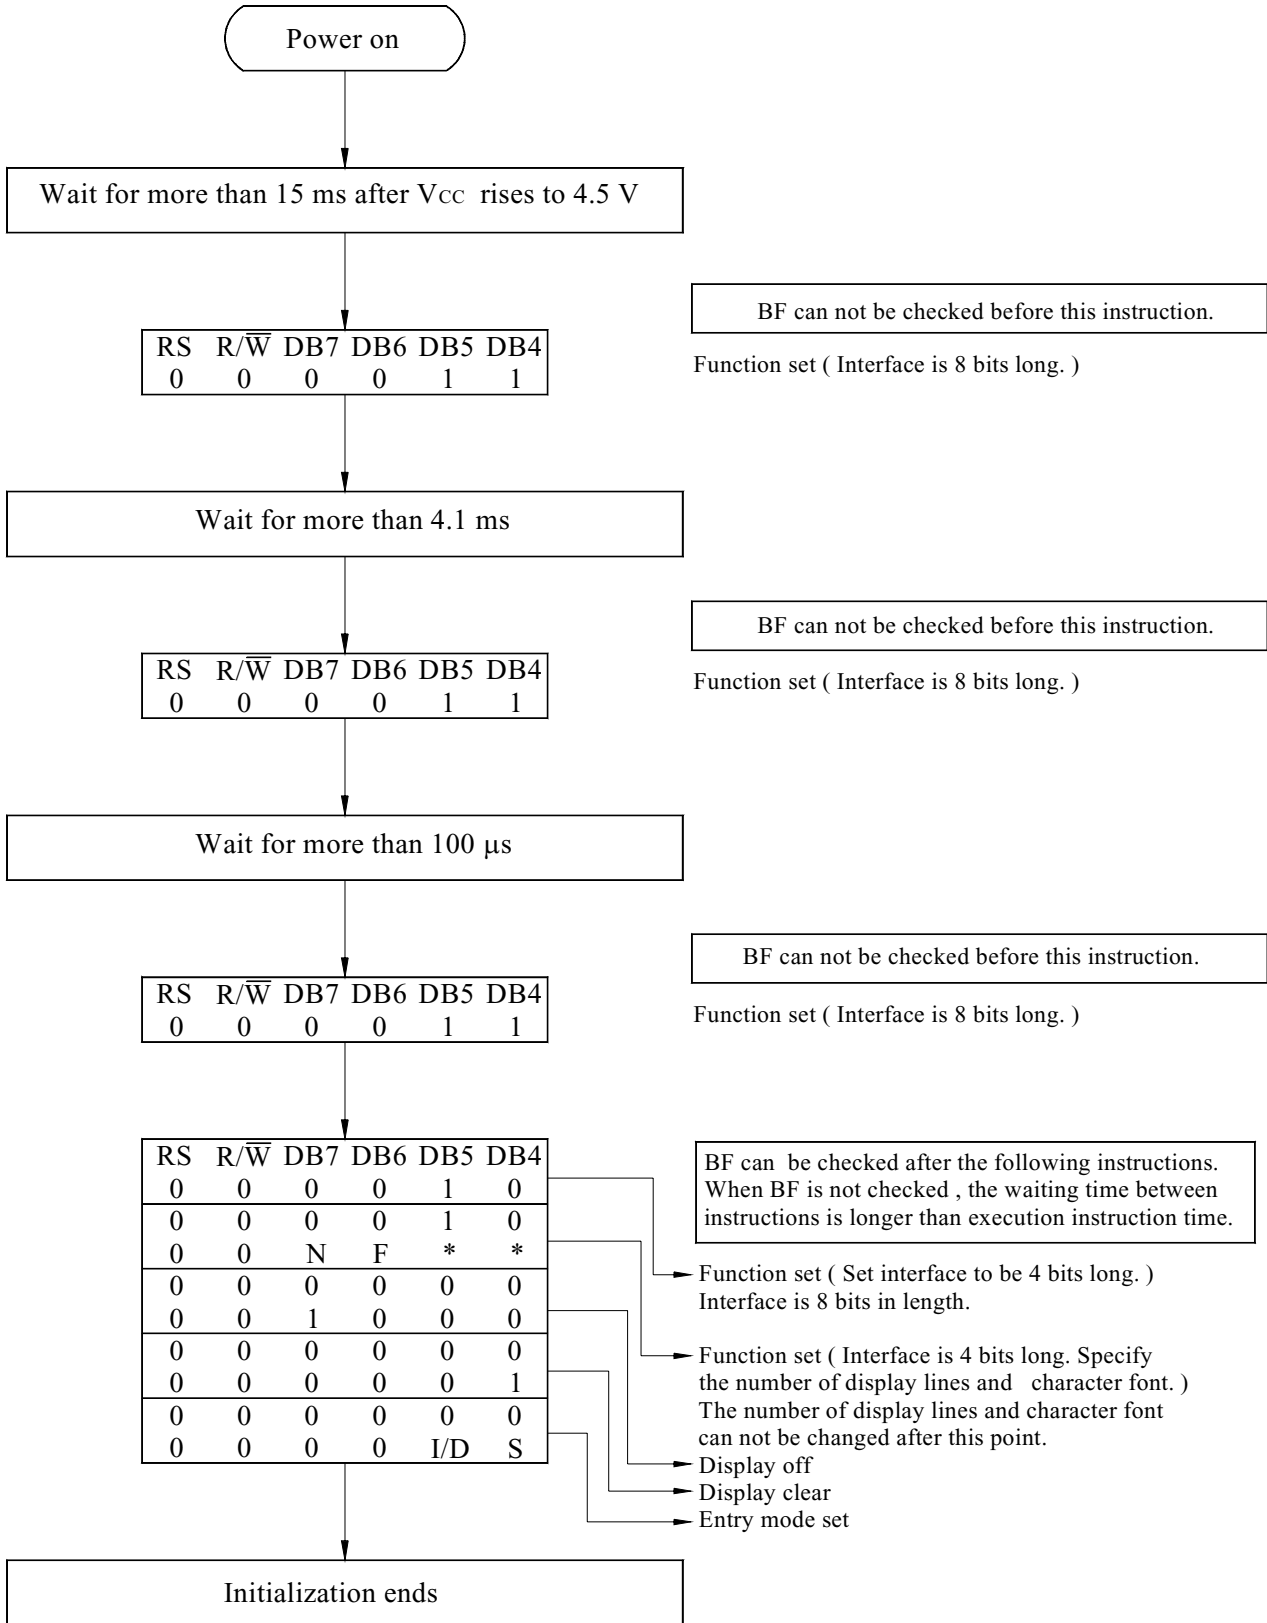 Power on
Wait for more than 15 ms after VCC rises to 4.5 V
BF can not be checked before this instruction.
RS R/W̅ DB7 DB6 DB5 DB4
0 0 0 0 1 1
Function set ( Interface is 8 bits long. )
Wait for more than 4.1 ms
BF can not be checked before this instruction.
RS R/W̅ DB7 DB6 DB5 DB4
0 0 0 0 1 1
Function set ( Interface is 8 bits long. )
Wait for more than 100 μs
BF can not be checked before this instruction.
RS R/W̅ DB7 DB6 DB5 DB4
0 0 0 0 1 1
Function set ( Interface is 8 bits long. )
RS R/W̅ DB7 DB6 DB5 DB4
0 0 0 0 1 0
0 0 0 0 1 0
0 0 N F * *
0 0 0 0 0 0
0 0 1 0 0 0
0 0 0 0 0 0
0 0 0 0 0 1
0 0 0 0 0 0
0 0 0 0 I/D S
BF can be checked after the following instructions.
When BF is not checked , the waiting time between
instructions is longer than execution instruction time.
Function set ( Set interface to be 4 bits long. )
Interface is 8 bits in length.
Function set ( Interface is 4 bits long. Specify
the number of display lines and character font. )
The number of display lines and character font
can not be changed after this point.
Display off
Display clear
Entry mode set
Initialization ends